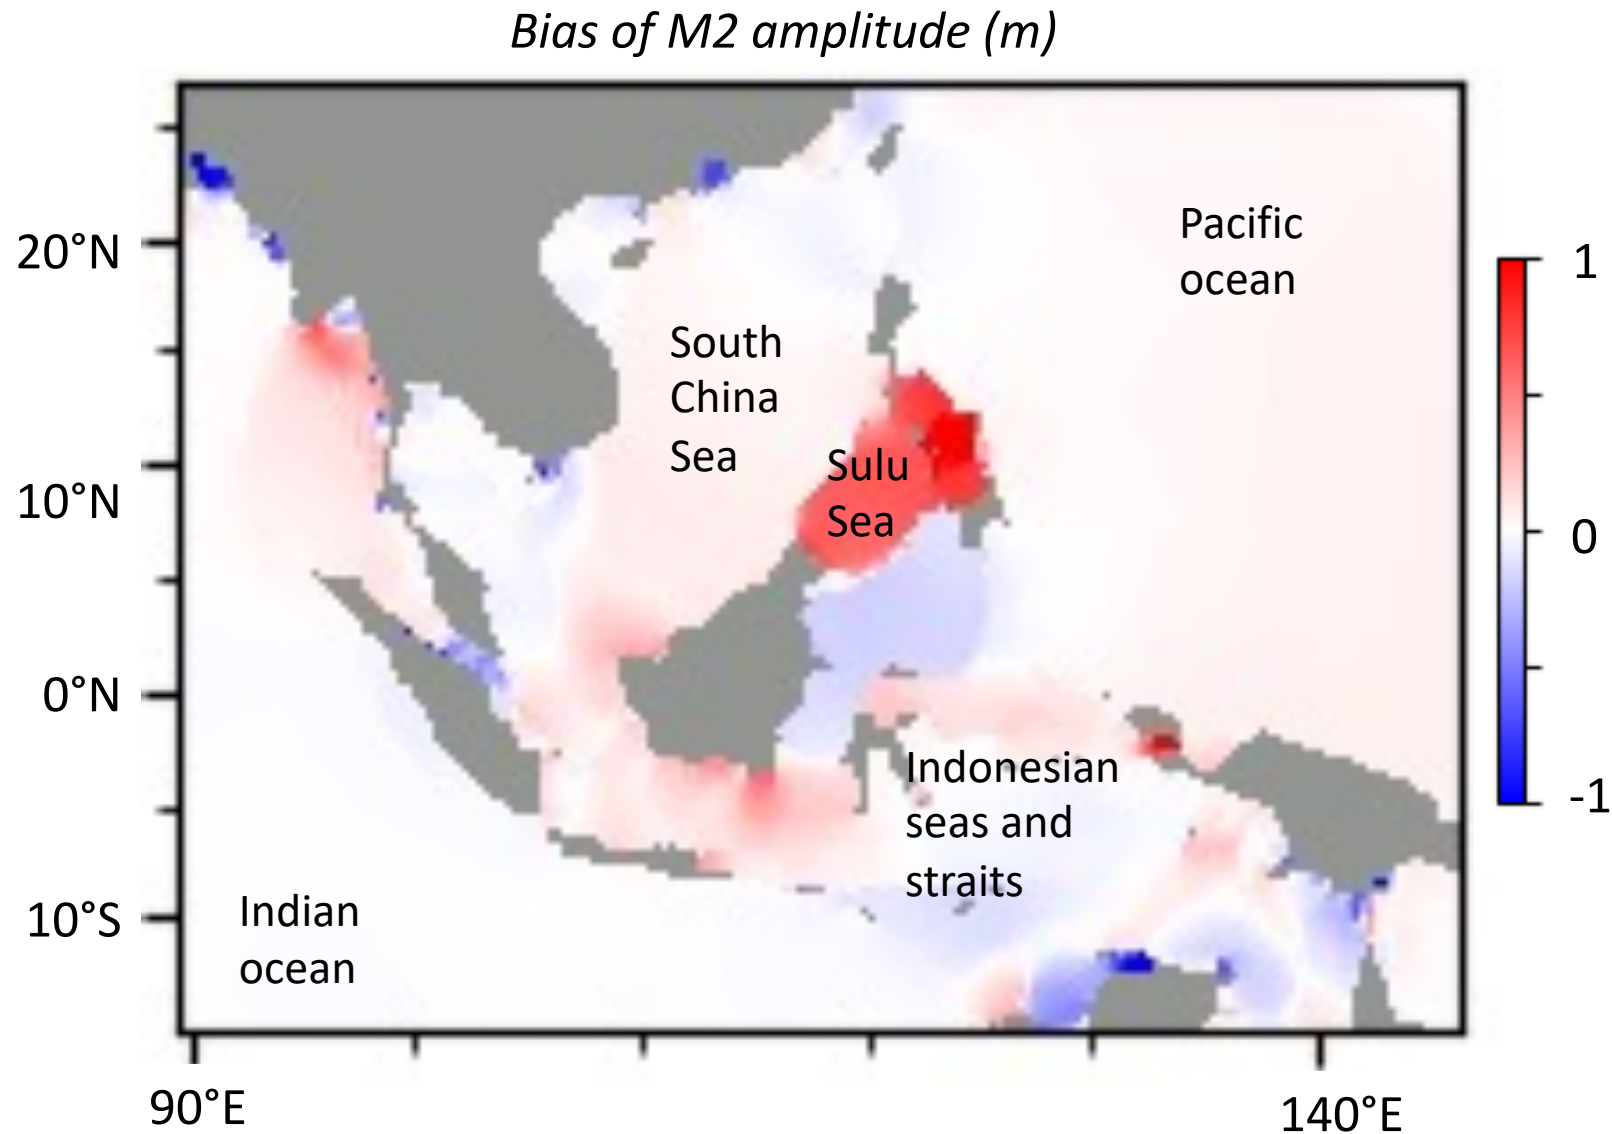 Bias of M2 amplitude (m)
20°N
10°N
0°N
10°S
90°E
140°E
Pacific
ocean
South
China
Sea
Sulu
Sea
Indonesian
seas and
straits
Indian
ocean
1
0
-1